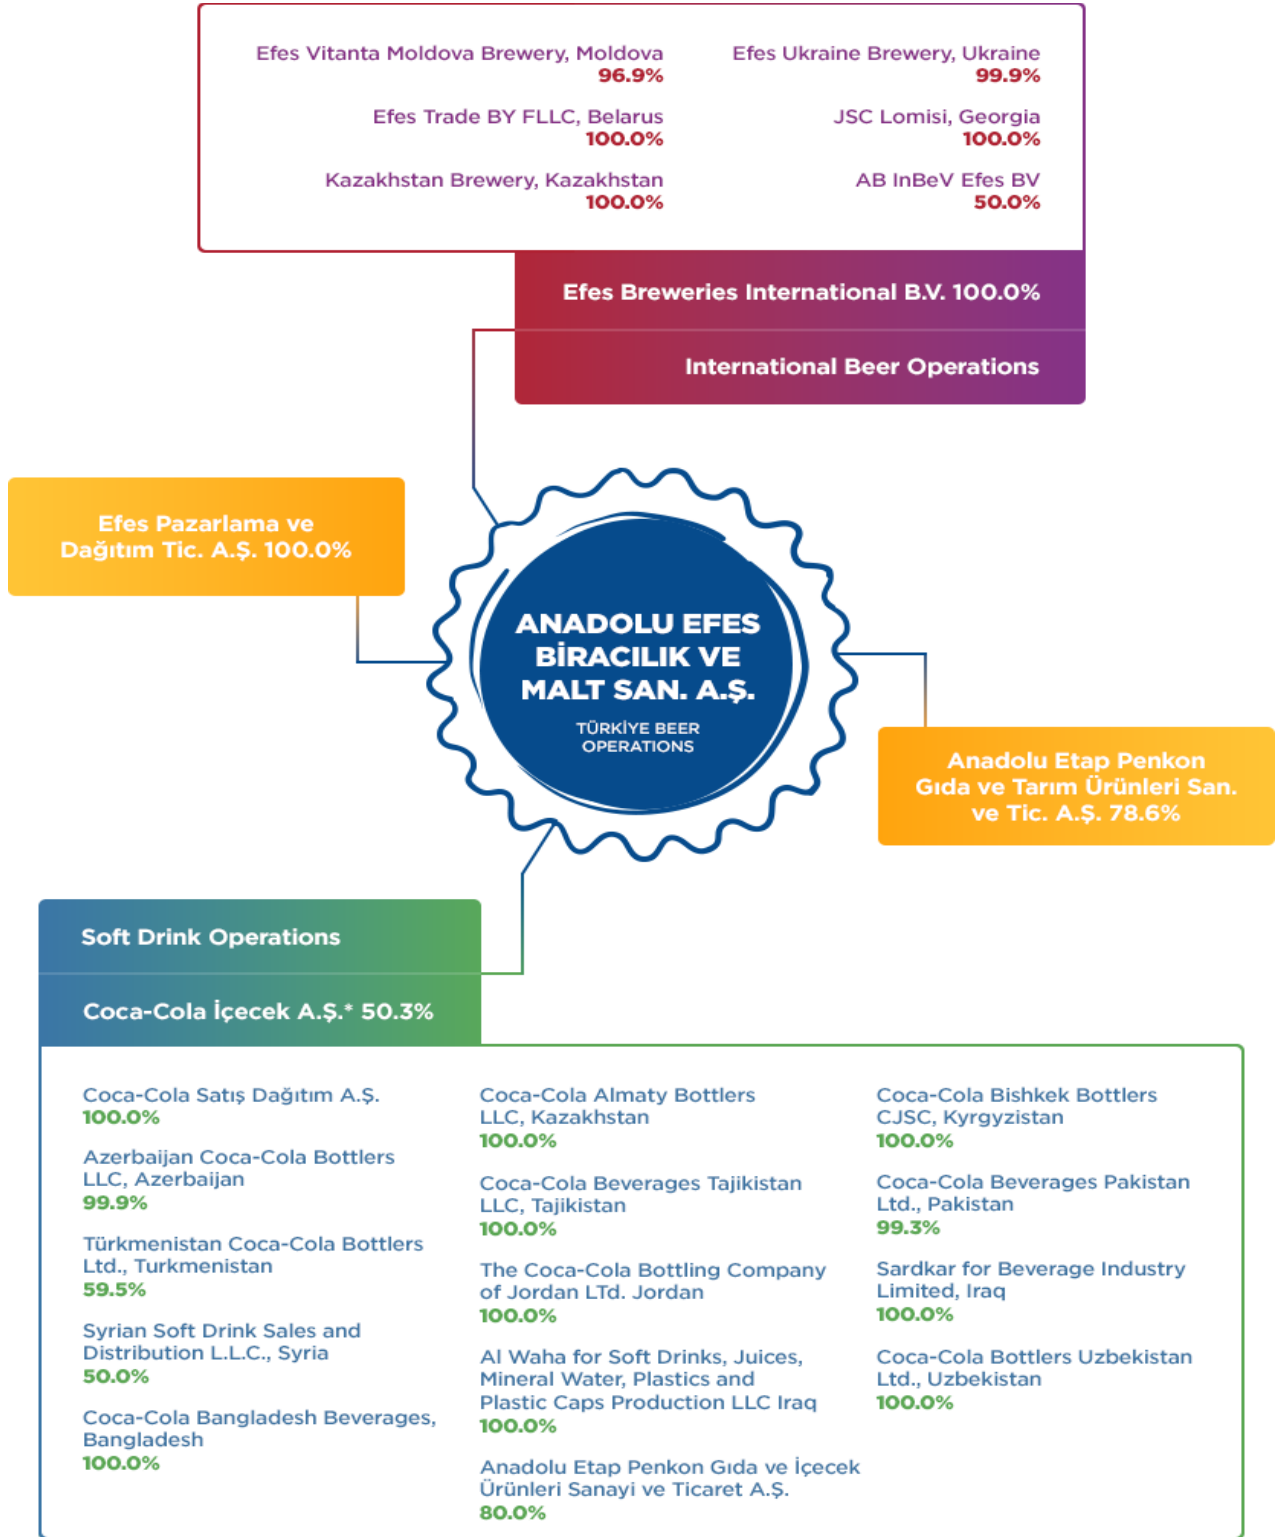 Efes Vitanta Moldova Brewery, Moldova
96.9%
Efes Trade BY FLLC, Belarus
100.0%
Kazakhstan Brewery, Kazakhstan
100.0%
Efes Ukraine Brewery, Ukraine
99.9%
JSC Lomisi, Georgia
100.0%
AB InBeV Efes BV
50.0%
Efes Breweries International B.V. 100.0%
International Beer Operations
Efes Pazarlama ve
Dağıtım Tic. A.Ş. 100.0%
ANADOLU EFES
BİRACILIK VE
MALT SAN. A.Ş.
TÜRKİYE BEER
OPERATIONS
Anadolu Etap Penkon
Gıda ve Tarım Ürünleri San.
ve Tic. A.Ş. 78.6%
Soft Drink Operations
Coca-Cola İçecek A.Ş.* 50.3%
Coca-Cola Satış Dağıtım A.Ş.
100.0%
Azerbaijan Coca-Cola Bottlers
LLC, Azerbaijan
99.9%
Türkmenistan Coca-Cola Bottlers
Ltd., Turkmenistan
59.5%
Syrian Soft Drink Sales and
Distribution L.L.C., Syria
50.0%
Coca-Cola Bangladesh Beverages,
Bangladesh
100.0%
Coca-Cola Almaty Bottlers
LLC, Kazakhstan
100.0%
Coca-Cola Beverages Tajikistan
LLC, Tajikistan
100.0%
The Coca-Cola Bottling Company
of Jordan LTd. Jordan
100.0%
Al Waha for Soft Drinks, Juices,
Mineral Water, Plastics and
Plastic Caps Production LLC Iraq
100.0%
Anadolu Etap Penkon Gıda ve İçecek
Ürünleri Sanayi ve Ticaret A.Ş.
80.0%
Coca-Cola Bishkek Bottlers
CJSC, Kyrgyzistan
100.0%
Coca-Cola Beverages Pakistan
Ltd., Pakistan
99.3%
Sardkar for Beverage Industry
Limited, Iraq
100.0%
Coca-Cola Bottlers Uzbekistan
Ltd., Uzbekistan
100.0%